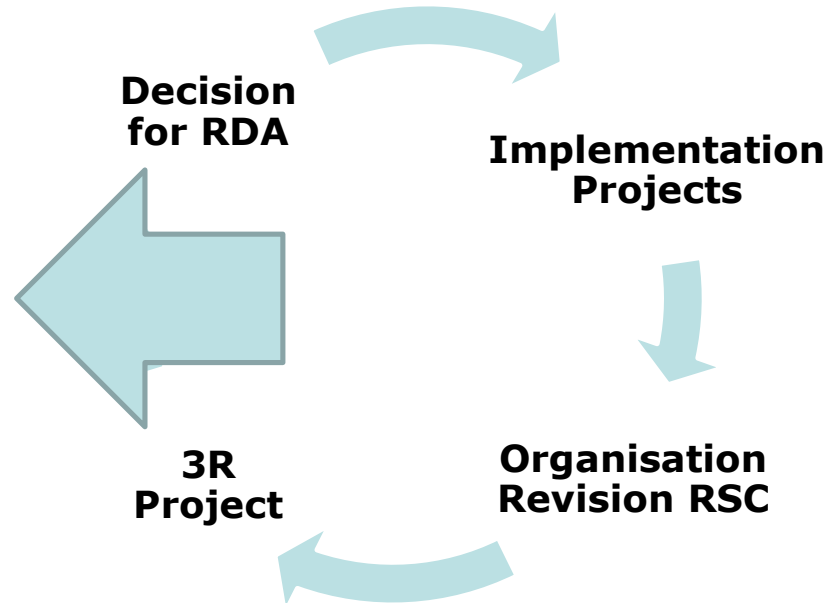 Decision
for RDA
Implementation
Projects
Organisation
Revision RSC
3R
Project